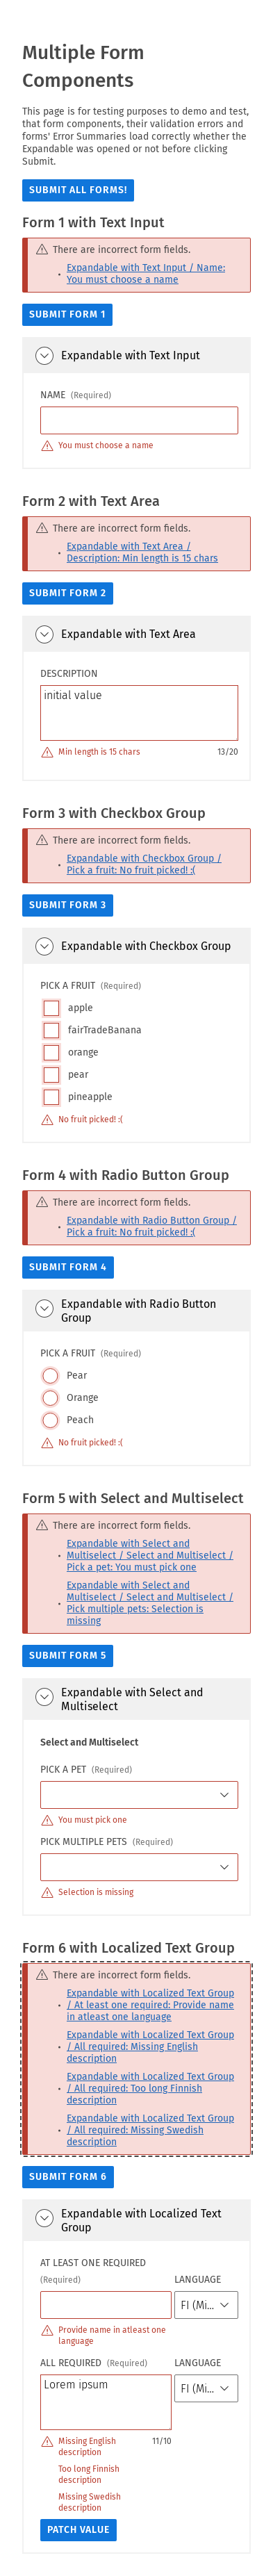 Multiple Form
Components
This page is for testing purposes to demo and test,
that form components, their validation errors and
forms' Error Summaries load correctly whether the
Expandable was opened or not before clicking
Submit.
SUBMIT ALL FORMS!
Form 1 with Text Input
There are incorrect form fields.
Expandable with Text Input / Name:
You must choose a name
SUBMIT FORM 1
Expandable with Text Input
NAME (Required)
You must choose a name
Form 2 with Text Area
There are incorrect form fields.
Expandable with Text Area /
Description: Min length is 15 chars
SUBMIT FORM 2
Expandable with Text Area
DESCRIPTION
initial value
Min length is 15 chars 13/20
Form 3 with Checkbox Group
There are incorrect form fields.
Expandable with Checkbox Group /
Pick a fruit: No fruit picked! :(
SUBMIT FORM 3
Expandable with Checkbox Group
PICK A FRUIT (Required)
apple
fairTradeBanana
orange
pear
pineapple
No fruit picked! :(
Form 4 with Radio Button Group
There are incorrect form fields.
Expandable with Radio Button Group /
Pick a fruit: No fruit picked! :(
SUBMIT FORM 4
Expandable with Radio Button
Group
PICK A FRUIT (Required)
Pear
Orange
Peach
No fruit picked! :(
Form 5 with Select and Multiselect
There are incorrect form fields.
Expandable with Select and
Multiselect / Select and Multiselect /
Pick a pet: You must pick one
Expandable with Select and
Multiselect / Select and Multiselect /
Pick multiple pets: Selection is
missing
SUBMIT FORM 5
Expandable with Select and
Multiselect
Select and Multiselect
PICK A PET (Required)
You must pick one
PICK MULTIPLE PETS (Required)
Selection is missing
Form 6 with Localized Text Group
There are incorrect form fields.
Expandable with Localized Text Group
/ At least one required: Provide name
in atleast one language
Expandable with Localized Text Group
/ All required: Missing English
description
Expandable with Localized Text Group
/ All required: Too long Finnish
description
Expandable with Localized Text Group
/ All required: Missing Swedish
description
SUBMIT FORM 6
Expandable with Localized Text
Group
AT LEAST ONE REQUIRED
(Required) LANGUAGE
FI (Mi...
Provide name in atleast one
language
ALL REQUIRED (Required) LANGUAGE
Lorem ipsum FI (Mi...
Missing English 11/10
description
Too long Finnish
description
Missing Swedish
description
PATCH VALUE